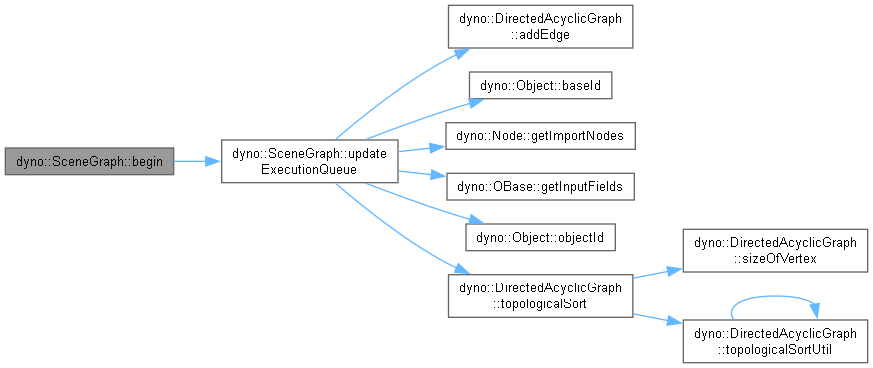 dyno::DirectedAcyclicGraph
::addEdge
dyno::Object::baseId
dyno::Node::getImportNodes
dyno::SceneGraph::begin
dyno::SceneGraph::update
ExecutionQueue
dyno::OBase::getInputFields
dyno::Object::objectId
dyno::DirectedAcyclicGraph
::topologicalSort
dyno::DirectedAcyclicGraph
::sizeOfVertex
dyno::DirectedAcyclicGraph
::topologicalSortUtil